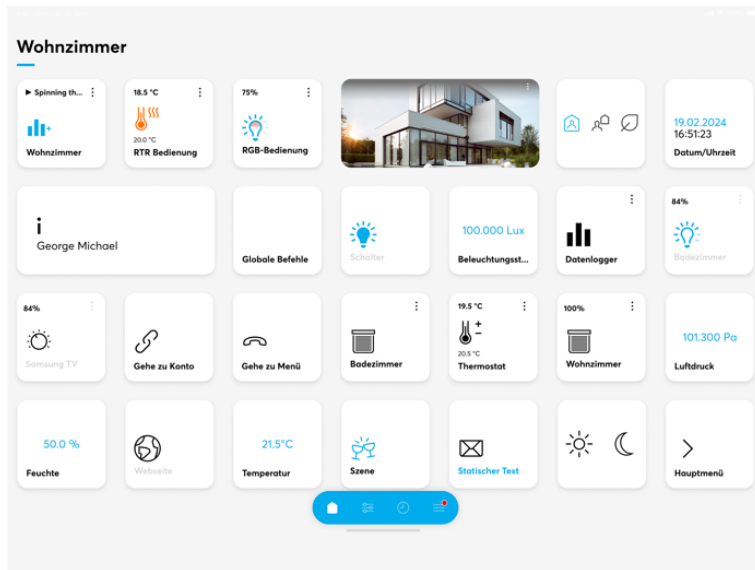 Wohnzimmer
Spinning th...
Wohnzimmer
18.5 °C
20.0 °C
RTR Bedienung
75%
RGB-Bedienung
19.02.2024
16:51:23
Datum/Uhrzeit
i
George Michael
Globale Befehle
Schalter
100.000 Lux
Beleuchtungsst...
Datenlogger
84%
Badezimmer
84%
Samsung TV
Gehe zu Konto
Gehe zu Menü
Badezimmer
19.5 °C
20.5 °C
Thermostat
100%
Wohnzimmer
101.300 Pa
Luftdruck
50.0 %
Feuchte
Webseite
21.5°C
Temperatur
Szene
Statischer Text
Hauptmenü